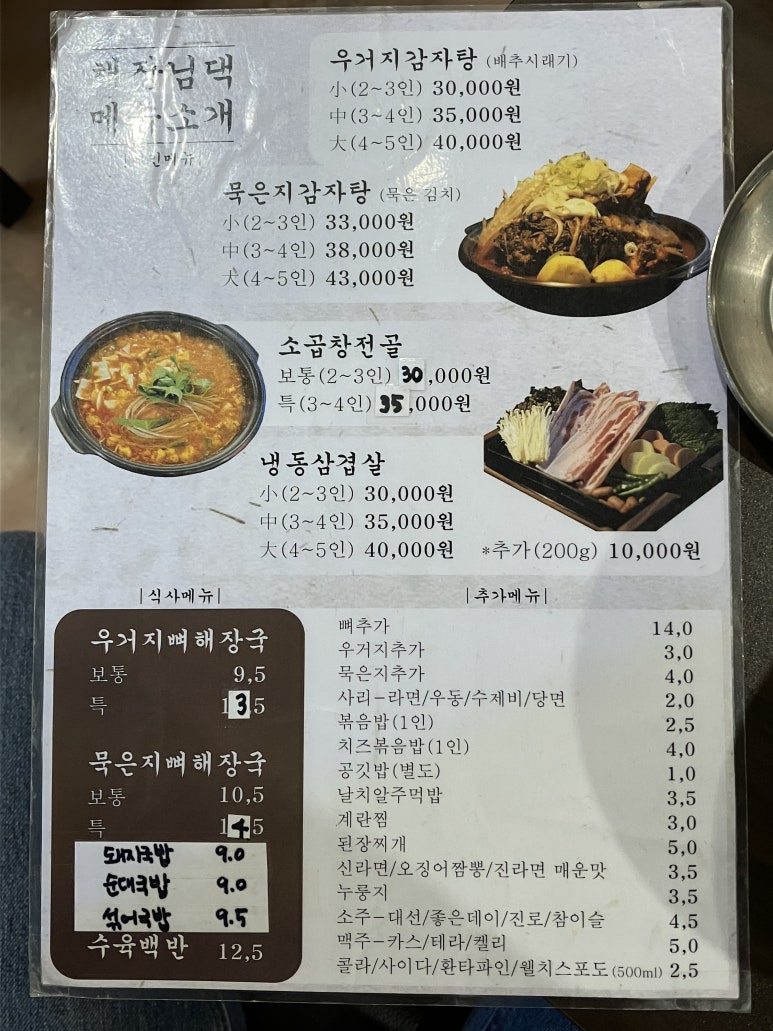 해장님댁
메뉴소개
|메인메뉴|
우거지감자탕 (배추시래기)
小(2~3인) 30,000원
中(3~4인) 35,000원
大(4~5인) 40,000원
묵은지감자탕 (묵은 김치)
小(2~3인) 33,000원
中(3~4인) 38,000원
大(4~5인) 43,000원
소곱창전골
보통(2~3인) 30,000원
특(3~4인) 35,000원
냉동삼겹살
小(2~3인) 30,000원
中(3~4인) 35,000원
大(4~5인) 40,000원 *추가(200g) 10,000원
|식사메뉴|
우거지뼈해장국
보통 9,5
특 135
묵은지뼈해장국
보통 10,5
특 145
돼지국밥 9.0
순대국밥 9.0
섞어국밥 9.5
수육백반 12,5
|추가메뉴|
뼈추가 14,0
우거지추가 3,0
묵은지추가 4,0
사리-라면/우동/수제비/당면 2,0
볶음밥(1인) 2,5
치즈볶음밥(1인) 4,0
공깃밥(별도) 1,0
날치알주먹밥 3,5
계란찜 3,0
된장찌개 5,0
신라면/오징어짬뽕/진라면 매운맛 3,5
누룽지 3,5
소주-대선/좋은데이/진로/참이슬 4,5
맥주-카스/테라/켈리 5,0
콜라/사이다/환타파인/웰치스포도(500ml) 2,5